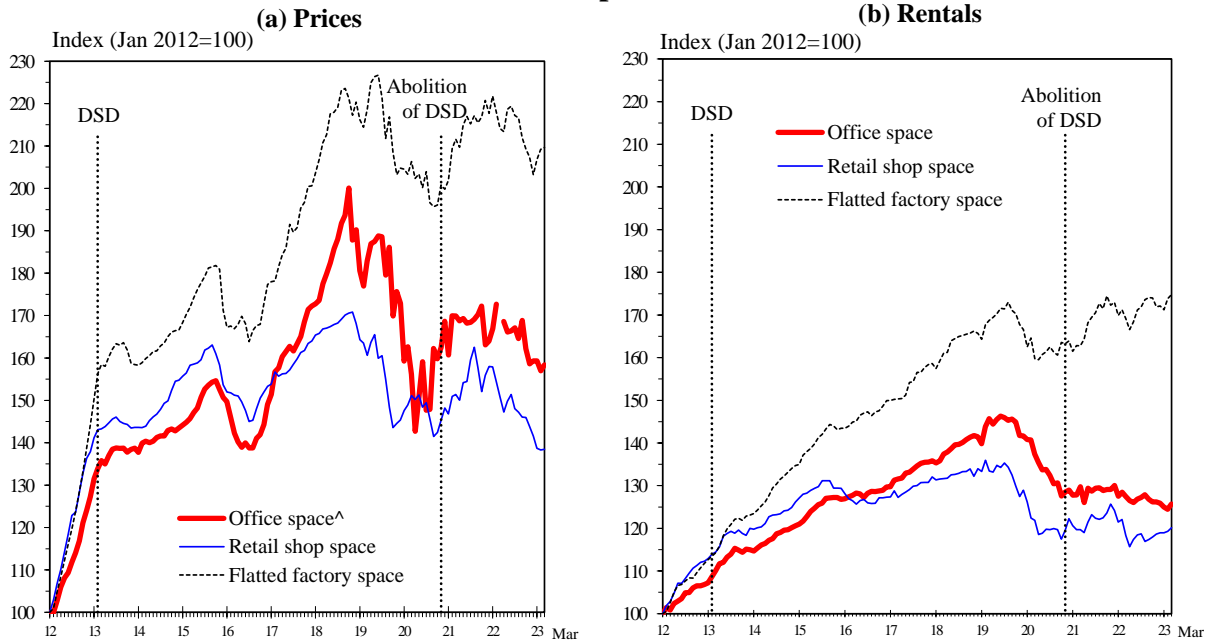 (a) Prices
Index (Jan 2012=100)
230
220
210
200
190
180
170
160
150
140
130
120
110
100
DSD
Abolition
of DSD
Office space^
Retail shop space
Flatted factory space
12 13 14 15 16 17 18 19 20 21 22 23 Mar
(b) Rentals
Index (Jan 2012=100)
230
220
210
200
190
180
170
160
150
140
130
120
110
100
DSD
Abolition
of DSD
Office space
Retail shop space
Flatted factory space
12 13 14 15 16 17 18 19 20 21 22 23 Mar